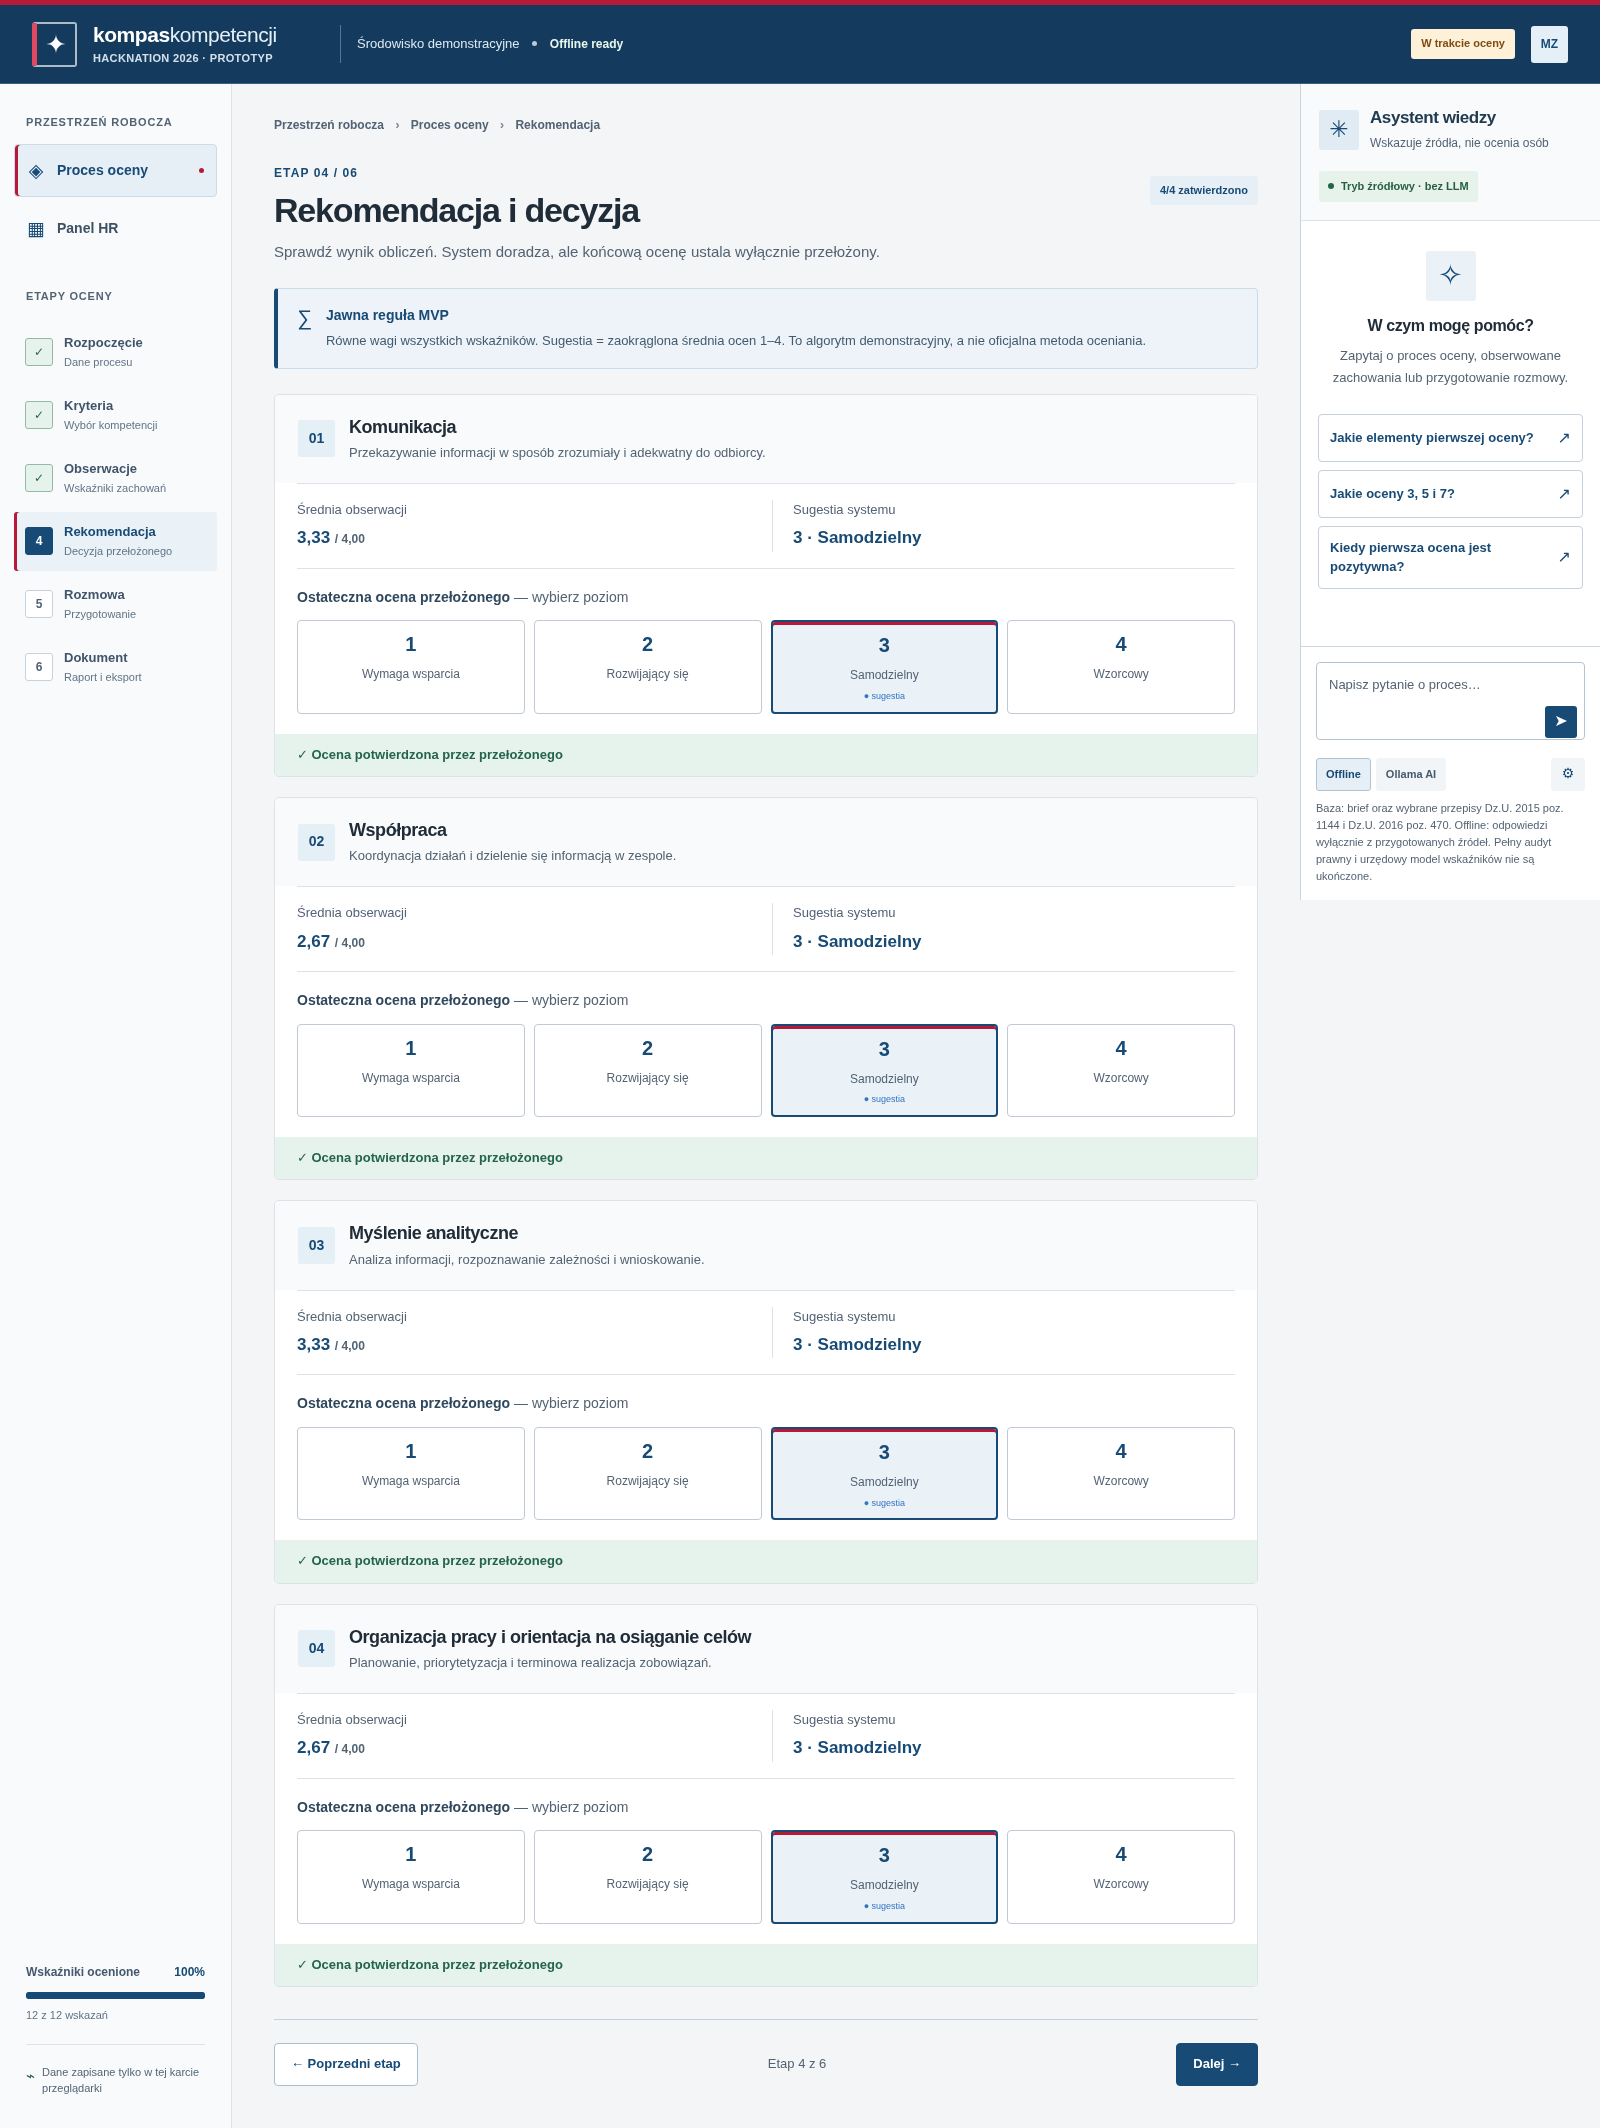 kompaskompetencji
HACKNATION 2026 · PROTOTYP
Środowisko demonstracyjne
Offline ready
W trakcie oceny
MZ
PRZESTRZEŃ ROBOCZA
Proces oceny
Panel HR
ETAPY OCENY
✓
Rozpoczęcie
Dane procesu
✓
Kryteria
Wybór kompetencji
✓
Obserwacje
Wskaźniki zachowań
4
Rekomendacja
Decyzja przełożonego
5
Rozmowa
Przygotowanie
6
Dokument
Raport i eksport
Wskaźniki ocenione 100%
12 z 12 wskazań
Dane zapisane tylko w tej karcie
przeglądarki
Przestrzeń robocza › Proces oceny › Rekomendacja
ETAP 04 / 06
Rekomendacja i decyzja
4/4 zatwierdzono
Sprawdź wynik obliczeń. System doradza, ale końcową ocenę ustala wyłącznie przełożony.
∑ Jawna reguła MVP
Równe wagi wszystkich wskaźników. Sugestia = zaokrąglona średnia ocen 1–4. To algorytm demonstracyjny, a nie oficjalna metoda oceniania.
01
Komunikacja
Przekazywanie informacji w sposób zrozumiały i adekwatny do odbiorcy.
Średnia obserwacji
3,33 / 4,00
Sugestia systemu
3 · Samodzielny
Ostateczna ocena przełożonego — wybierz poziom
1
Wymaga wsparcia
2
Rozwijający się
3
Samodzielny
● sugestia
4
Wzorcowy
✓ Ocena potwierdzona przez przełożonego
02
Współpraca
Koordynacja działań i dzielenie się informacją w zespole.
Średnia obserwacji
2,67 / 4,00
Sugestia systemu
3 · Samodzielny
Ostateczna ocena przełożonego — wybierz poziom
1
Wymaga wsparcia
2
Rozwijający się
3
Samodzielny
● sugestia
4
Wzorcowy
✓ Ocena potwierdzona przez przełożonego
03
Myślenie analityczne
Analiza informacji, rozpoznawanie zależności i wnioskowanie.
Średnia obserwacji
3,33 / 4,00
Sugestia systemu
3 · Samodzielny
Ostateczna ocena przełożonego — wybierz poziom
1
Wymaga wsparcia
2
Rozwijający się
3
Samodzielny
● sugestia
4
Wzorcowy
✓ Ocena potwierdzona przez przełożonego
04
Organizacja pracy i orientacja na osiąganie celów
Planowanie, priorytetyzacja i terminowa realizacja zobowiązań.
Średnia obserwacji
2,67 / 4,00
Sugestia systemu
3 · Samodzielny
Ostateczna ocena przełożonego — wybierz poziom
1
Wymaga wsparcia
2
Rozwijający się
3
Samodzielny
● sugestia
4
Wzorcowy
✓ Ocena potwierdzona przez przełożonego
← Poprzedni etap
Etap 4 z 6
Dalej →
Asystent wiedzy
Wskazuje źródła, nie ocenia osób
Tryb źródłowy · bez LLM
W czym mogę pomóc?
Zapytaj o proces oceny, obserwowane
zachowania lub przygotowanie rozmowy.
Jakie elementy pierwszej oceny? ↗
Jakie oceny 3, 5 i 7? ↗
Kiedy pierwsza ocena jest
pozytywna? ↗
Napisz pytanie o proces…
Offline
Ollama AI
Baza: brief oraz wybrane przepisy Dz.U. 2015 poz.
1144 i Dz.U. 2016 poz. 470. Offline: odpowiedzi
wyłącznie z przygotowanych źródeł. Pełny audyt
prawny i urzędowy model wskaźników nie są
ukończone.